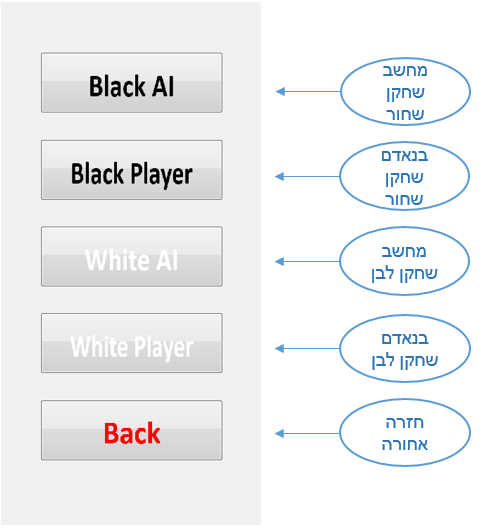 Black AI
מחשב
שחקן
שחור
Black Player
בנאדם
שחקן
שחור
White AI
מחשב
שחקן לבן
White Player
בנאדם
שחקן לבן
Back
חזרה
אחורה